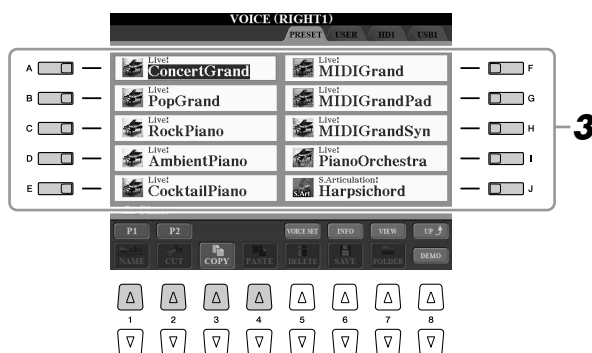 VOICE (RIGHT1)
PRESET USER HD1 USB1
A Live! ConcertGrand Live! MIDIGrand F
B Live! PopGrand Live! MIDIGrandPad G
C Live! RockPiano Live! MIDIGrandSyn H
3
D Live! AmbientPiano Live! PianoOrchestra I
E Live! CocktailPiano S.Art S.Articulation! Harpsichord J
P1 P2 VOICE SET INFO VIEW UP
NAME CUT COPY PASTE DELETE SAVE FOLDER DEMO
1 2 3 4 5 6 7 8